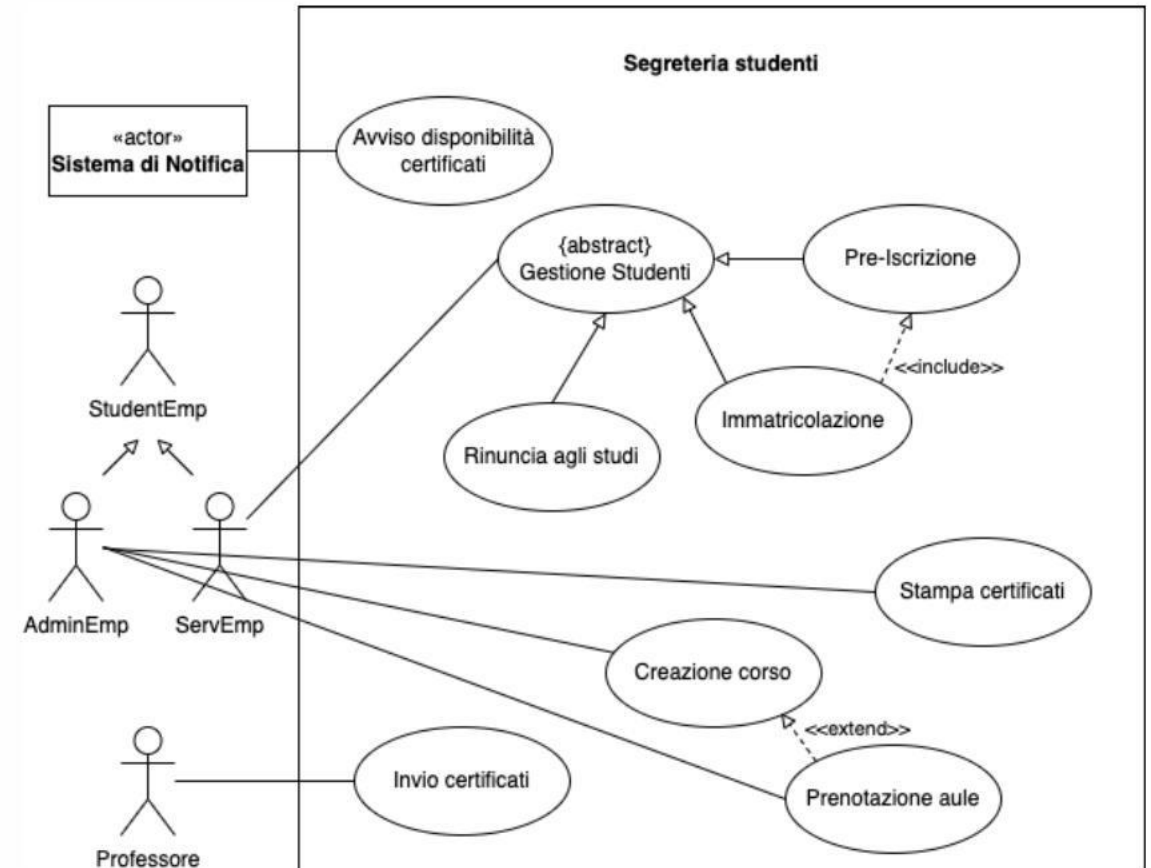 Segreteria studenti
«actor»
Sistema di Notifica
Avviso disponibilità
certificati
{abstract}
Gestione Studenti
Pre-Iscrizione
<<include>>
StudentEmp
Immatricolazione
Rinuncia agli studi
AdminEmp
ServEmp
Stampa certificati
Creazione corso
<<extend>>
Invio certificati
Prenotazione aule
Professore